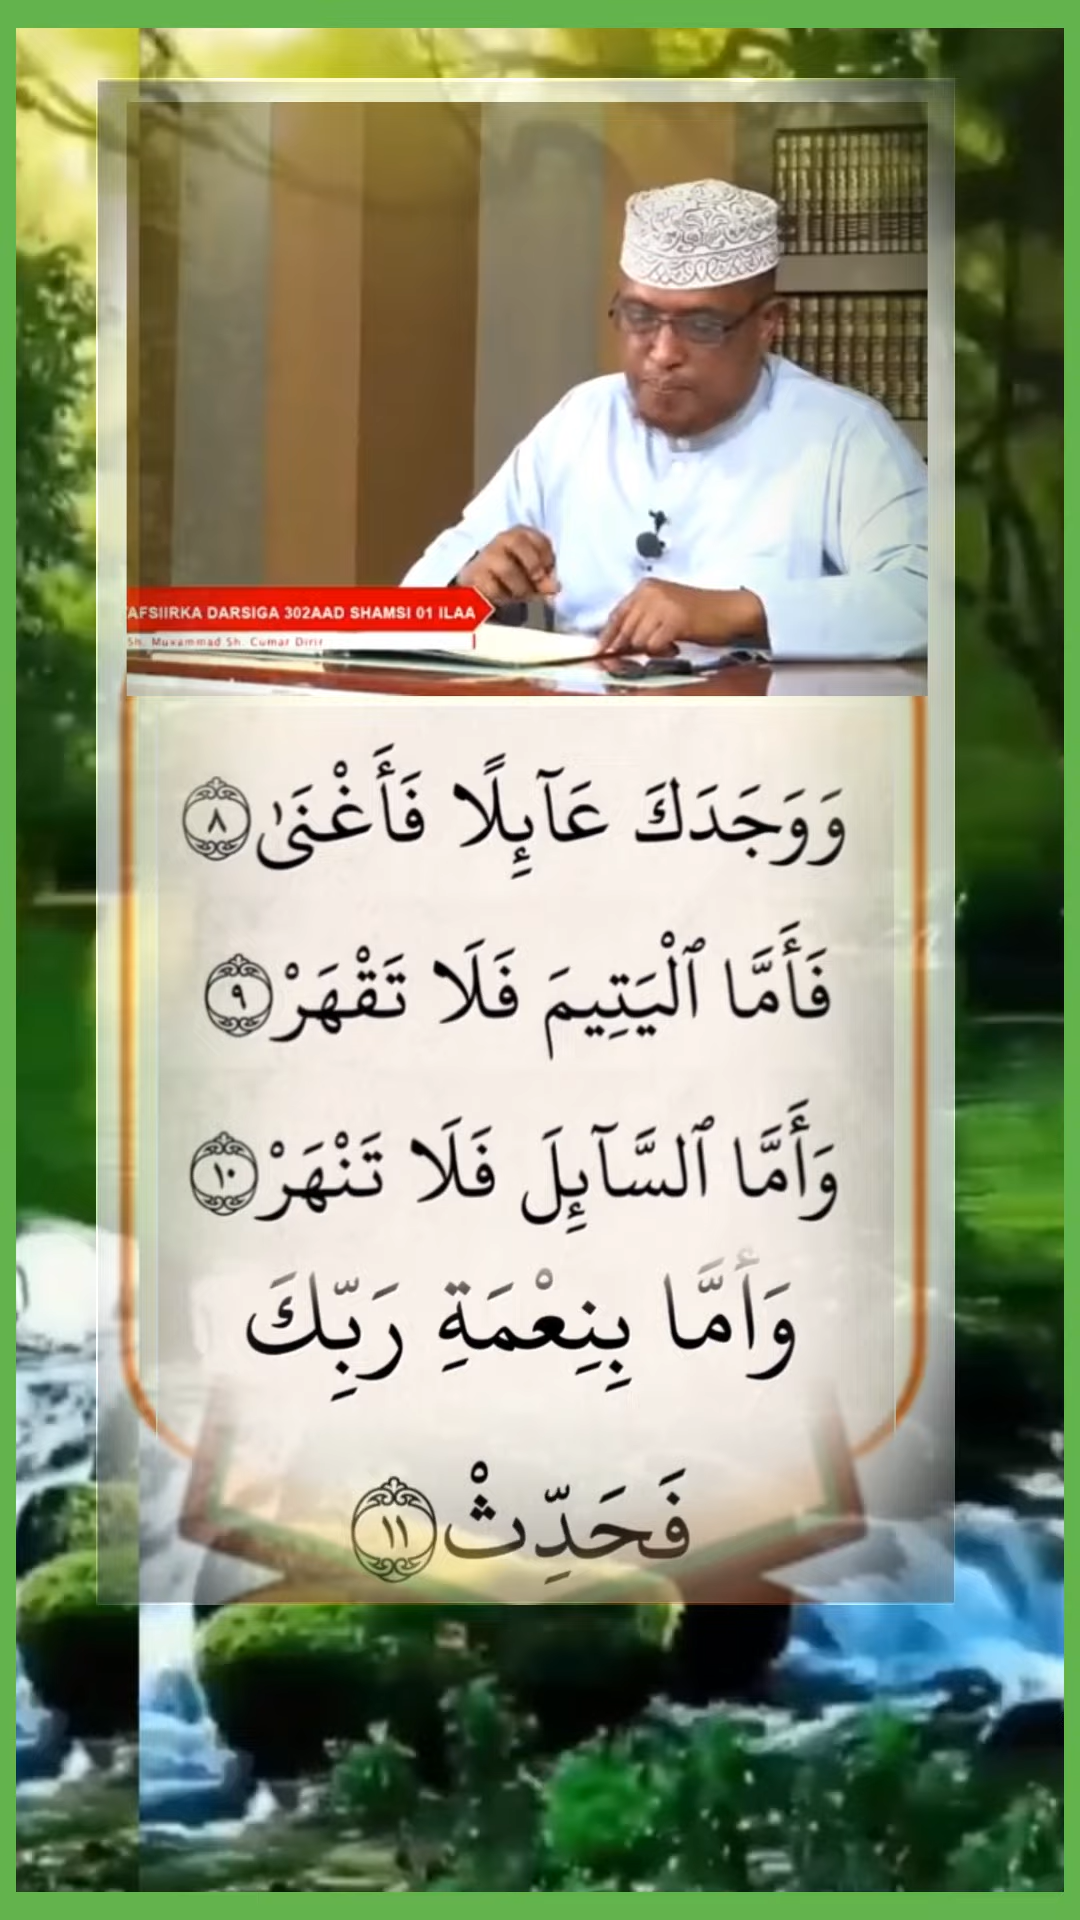 AFSIIRKA DARSIGA 302AAD SHAMSI 01 ILAA
Sh. Muxammad Sh. Cumar Dirir
وَوَجَدَكَ عَآئِلًا فَأَغْنَىٰ ٨
فَأَمَّا ٱلْيَتِيمَ فَلَا تَقْهَرْ ٩
وَأَمَّا ٱلسَّآئِلَ فَلَا تَنْهَرْ ١٠
وَأَمَّا بِنِعْمَةِ رَبِّكَ
فَحَدِّثْ ١١